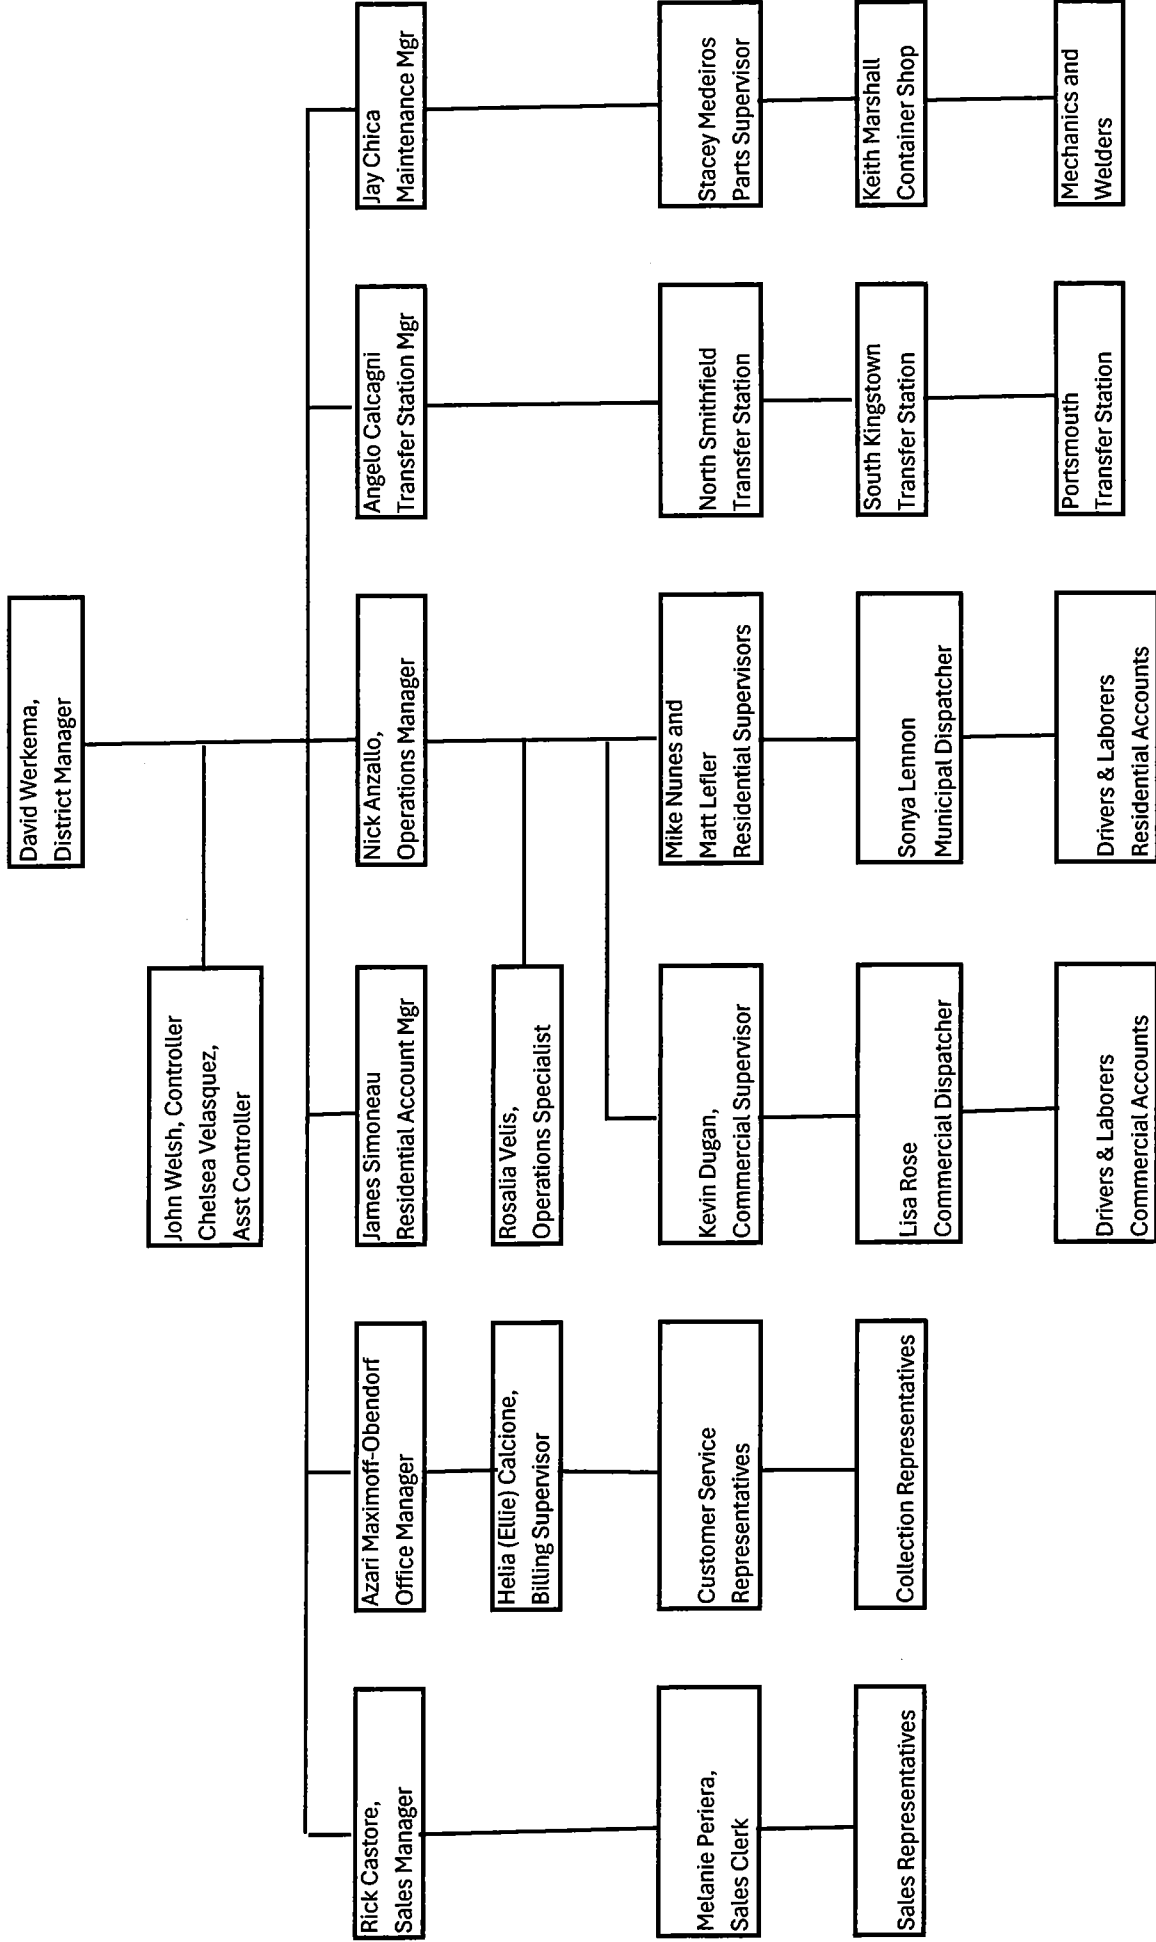 David Werkema,
District Manager
John Welsh, Controller
Chelsea Velasquez,
Asst Controller
Rick Castore,
Sales Manager
Azari Maximoff-Obendorf
Office Manager
James Simoneau
Residential Account Mgr
Nick Anzallo,
Operations Manager
Angelo Calcagni
Transfer Station Mgr
Jay Chica
Maintenance Mgr
Helia (Ellie) Calcione,
Billing Supervisor
Rosalia Velis,
Operations Specialist
Melanie Periera,
Sales Clerk
Customer Service
Representatives
Kevin Dugan,
Commercial Supervisor
Mike Nunes and
Matt Lefler
Residential Supervisors
North Smithfield
Transfer Station
Stacey Medeiros
Parts Supervisor
Sales Representatives
Collection Representatives
Lisa Rose
Commercial Dispatcher
Sonya Lennon
Municipal Dispatcher
South Kingstown
Transfer Station
Keith Marshall
Container Shop
Drivers & Laborers
Commercial Accounts
Drivers & Laborers
Residential Accounts
Portsmouth
Transfer Station
Mechanics and
Welders